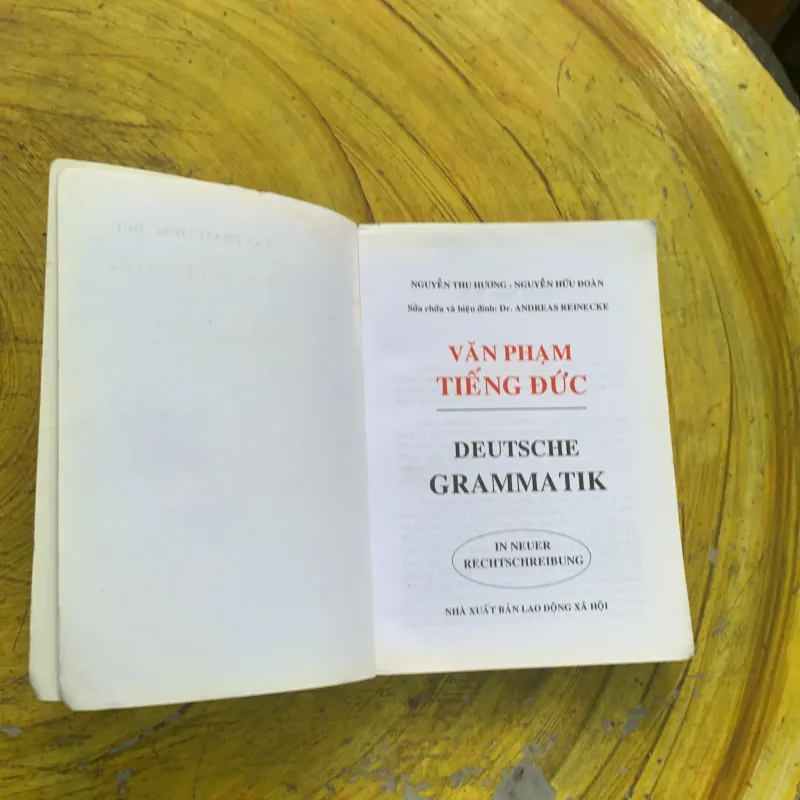 NGUYỄN THU HƯƠNG - NGUYỄN HỮU ĐOÀN
Sửa chữa và hiệu đính: Dr. ANDREAS REINECKE
VĂN PHẠM
TIẾNG ĐỨC
DEUTSCHE
GRAMMATIK
IN NEUER
RECHTSCHREIBUNG
NHÀ XUẤT BẢN LAO ĐỘNG XÃ HỘI